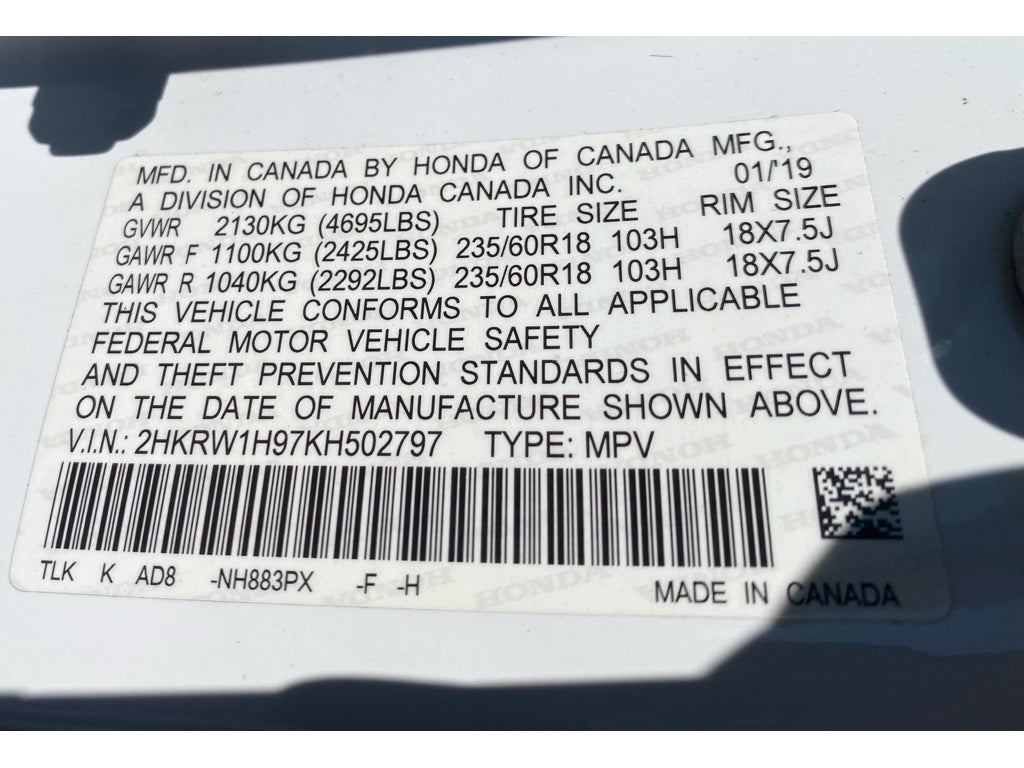 MFD. IN CANADA BY HONDA OF CANADA MFG.,
A DIVISION OF HONDA CANADA INC. 01/'19
GVWR 2130KG (4695LBS) TIRE SIZE RIM SIZE
GAWR F 1100KG (2425LBS) 235/60R18 103H 18X7.5J
GAWR R 1040KG (2292LBS) 235/60R18 103H 18X7.5J
THIS VEHICLE CONFORMS TO ALL APPLICABLE
FEDERAL MOTOR VEHICLE SAFETY
AND THEFT PREVENTION STANDARDS IN EFFECT
ON THE DATE OF MANUFACTURE SHOWN ABOVE.
V.I.N.: 2HKRW1H97KH502797 TYPE: MPV
TLK K AD8 -NH883PX -F -H MADE IN CANADA